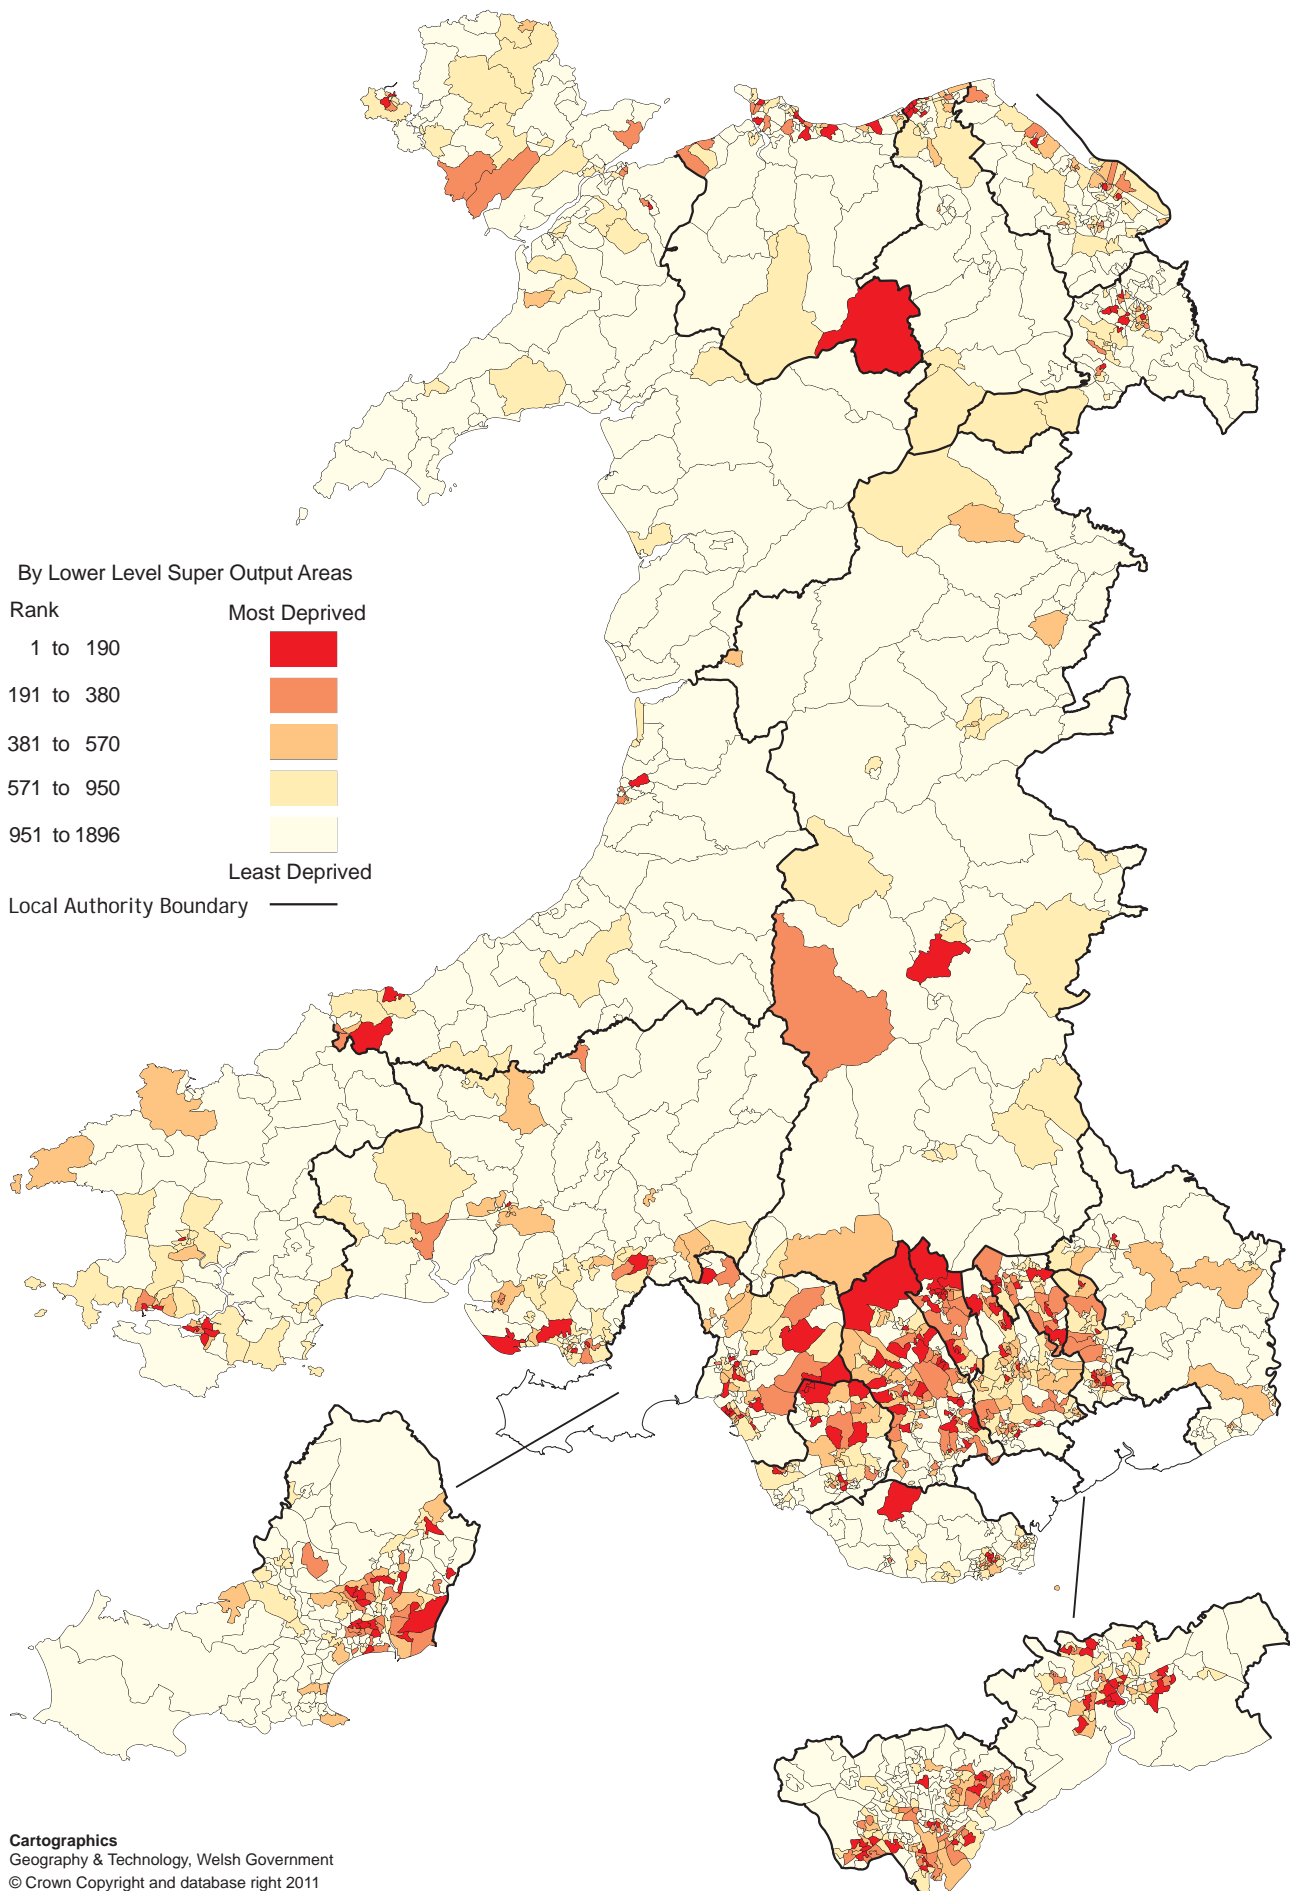 By Lower Level Super Output Areas
Rank
Most Deprived
1 to 190
191 to 380
381 to 570
571 to 950
951 to 1896
Least Deprived
Local Authority Boundary
Cartographics
Geography & Technology, Welsh Government
© Crown Copyright and database right 2011